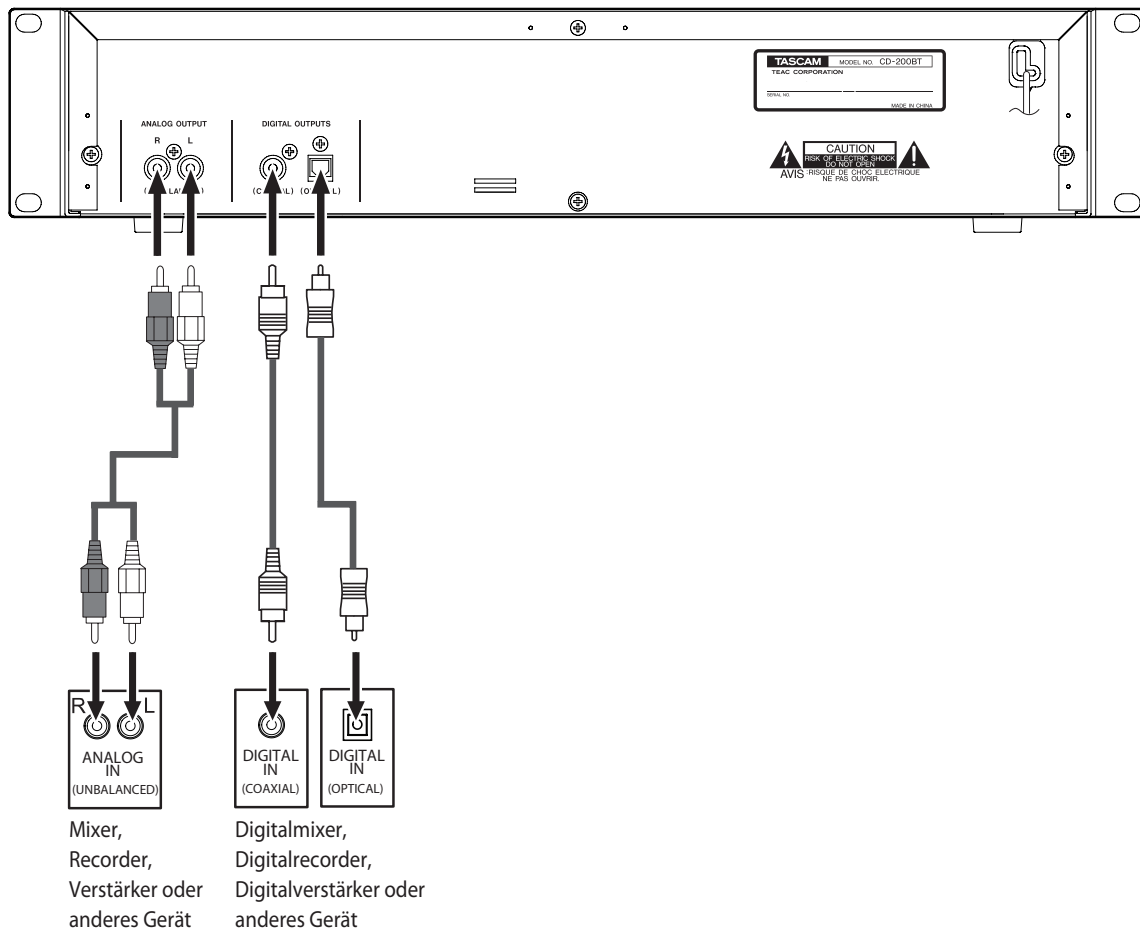 TASCAM MODEL NO. CD-200BT
TEAC CORPORATION
SERIAL NO.
MADE IN CHINA
ANALOG OUTPUT
R L
DIGITAL OUTPUTS
CAUTION
RISK OF ELECTRIC SHOCK
DO NOT OPEN
AVIS :RISQUE DE CHOC ELECTRIQUE
NE PAS OUVRIR.
R L
ANALOG
IN
(UNBALANCED)
DIGITAL
IN
(COAXIAL)
DIGITAL
IN
(OPTICAL)
Mixer,
Recorder,
Verstärker oder
anderes Gerät
Digitalmixer,
Digitalrecorder,
Digitalverstärker oder
anderes Gerät